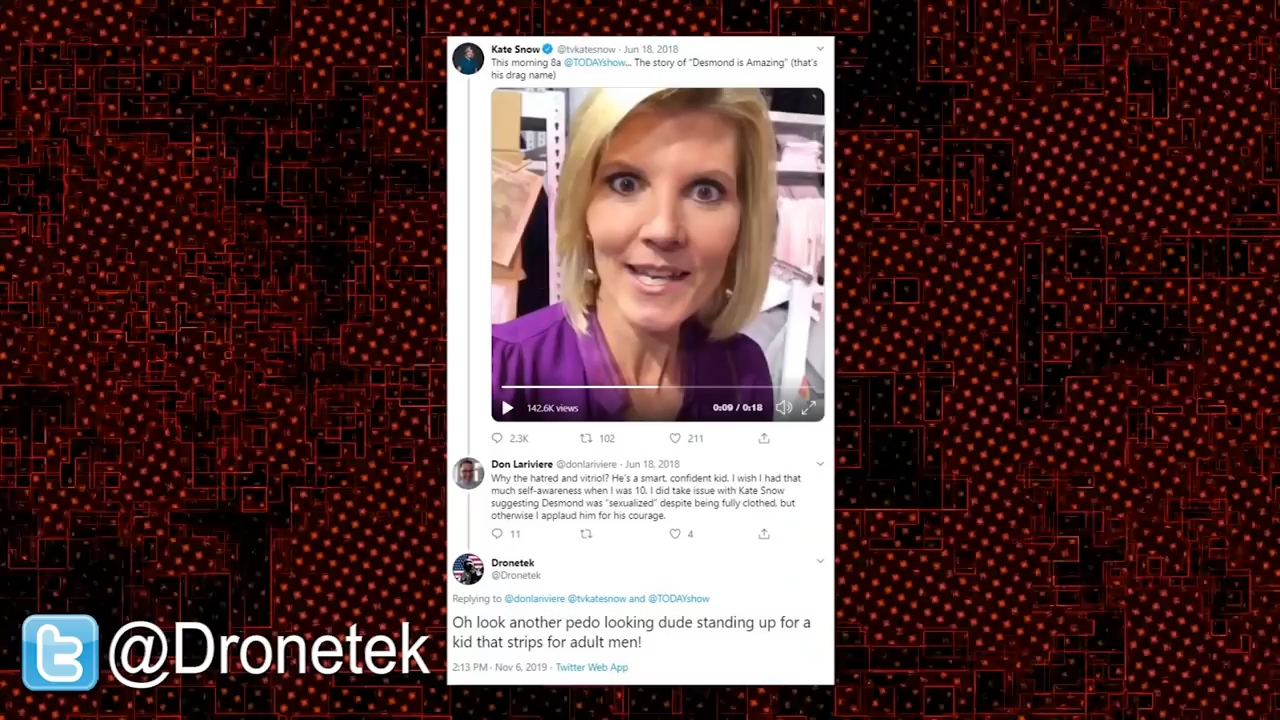 Kate Snow @tvkatesnow · Jun 18, 2018
This morning 8a @TODAYshow... The story of "Desmond is Amazing" (that's
his drag name)
142.6K views
0:09 / 0:18
2.3K 102 211
Don Lariviere @donlariviere · Jun 18, 2018
Why the hatred and vitriol? He's a smart, confident kid. I wish I had that
much self-awareness when I was 10. I did take issue with Kate Snow
suggesting Desmond was "sexualized" despite being fully clothed, but
otherwise I applaud him for his courage.
11 4
Dronetek
@Dronetek
Replying to @donlariviere @tvkatesnow and @TODAYshow
Oh look another pedo looking dude standing up for a
kid that strips for adult men!
2:13 PM · Nov 6, 2019 · Twitter Web App
@Dronetek